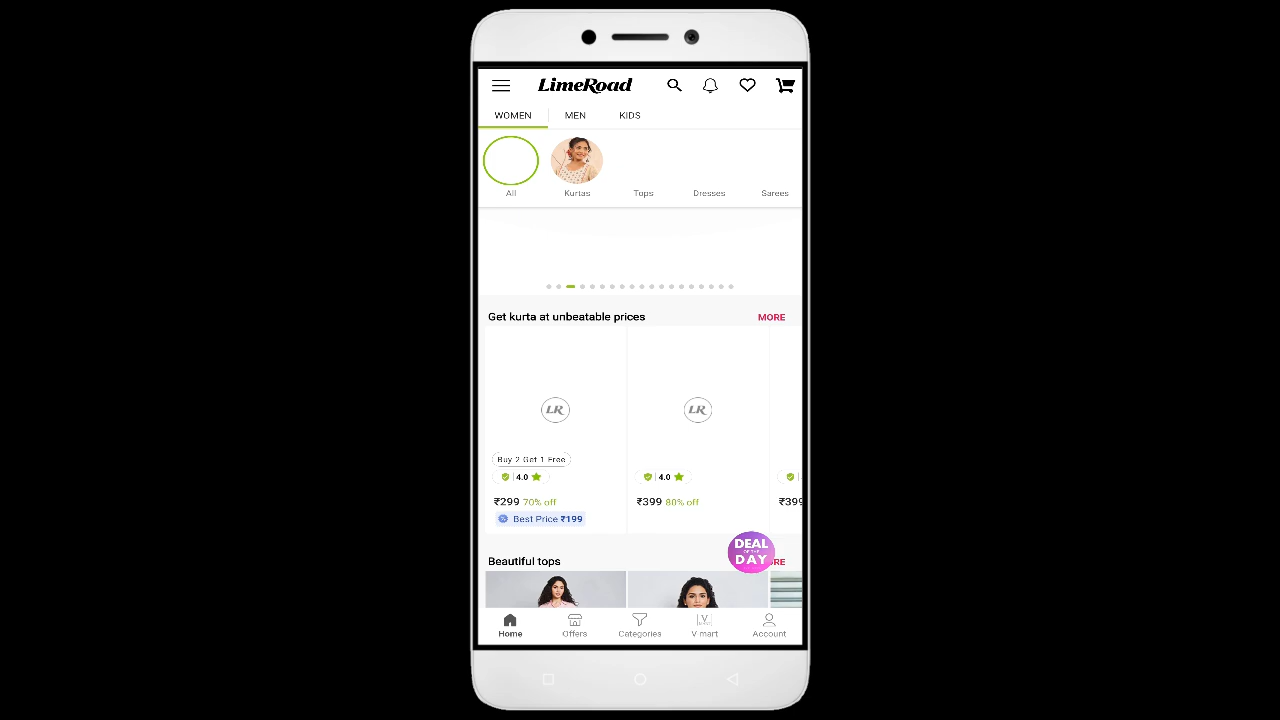 LimeRoad
WOMEN MEN KIDS
All Kurtas Tops Dresses Sarees
Get kurta at unbeatable prices MORE
LR LR
Buy 2 Get 1 Free
4.0 4.0
₹299 70% off ₹399 80% off ₹399
Best Price ₹199
DEAL
OF THE
DAY
Beautiful tops
Home Offers Categories V mart Account